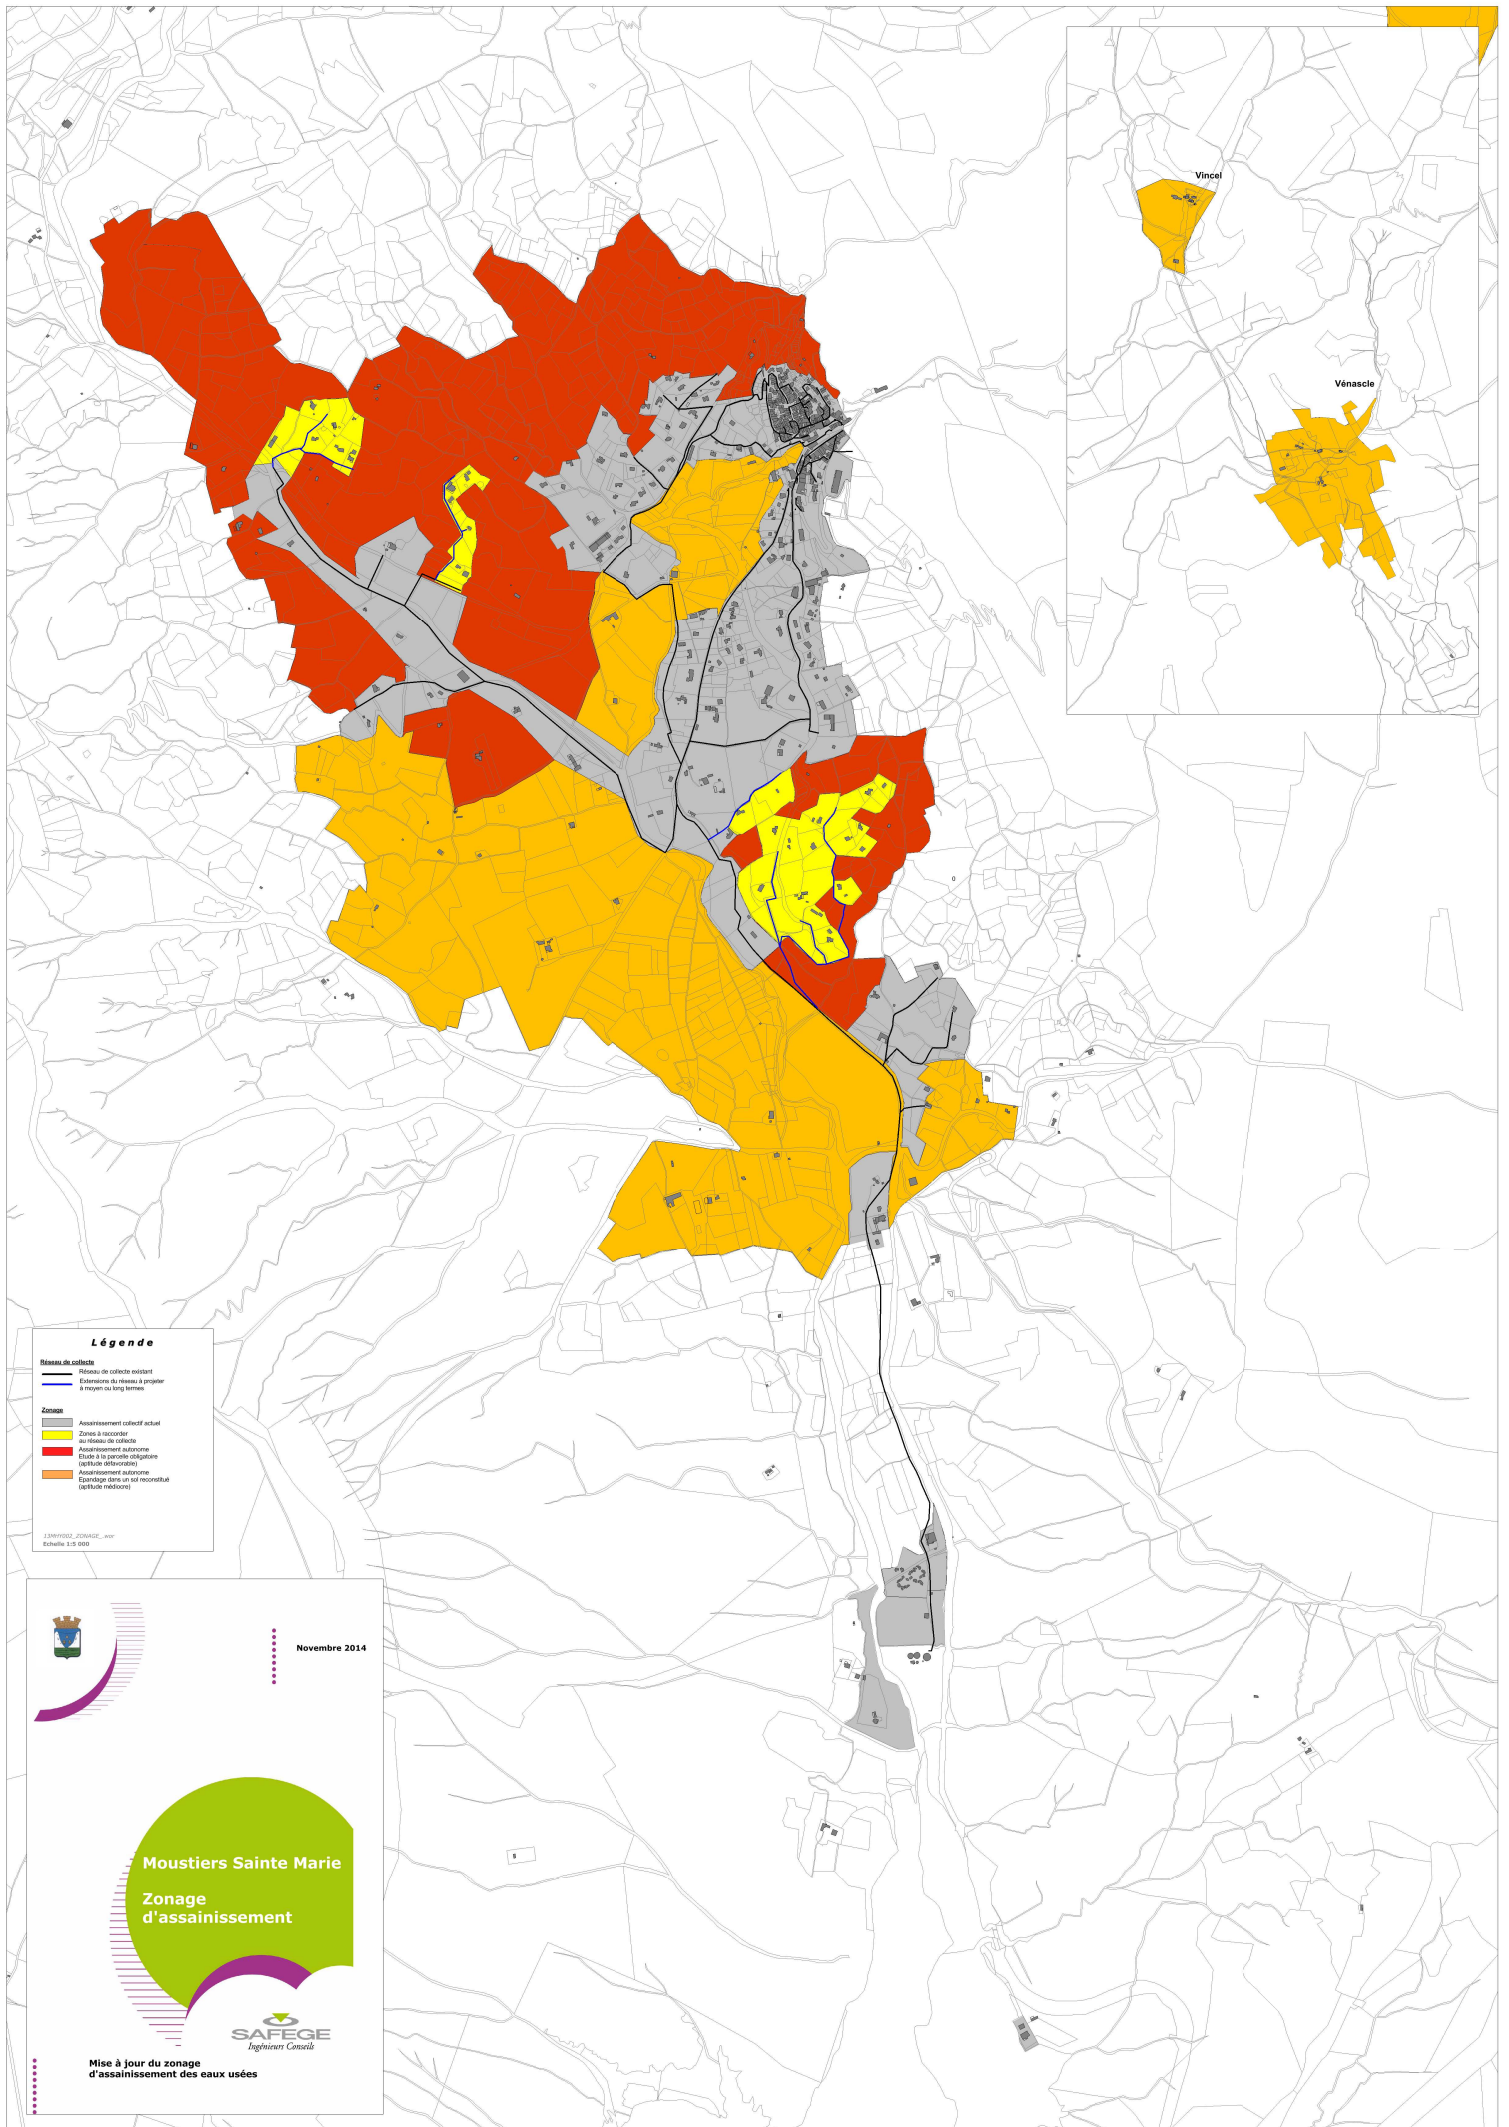 Vincel
Vénascle
Légende
Réseau de collecte
Réseau de collecte existant
Extensions du réseau à projeter
à moyen ou long termes
Zonage
Assainissement collectif actuel
Zones à raccorder
au réseau de collecte
Assainissement autonome
Etude à la parcelle obligatoire
(aptitude défavorable)
Assainissement autonome
Epandage dans un sol reconstitué
(aptitude médiocre)
13MHY002_ZONAGE_.wor
Echelle 1:5 000
Novembre 2014
Moustiers Sainte Marie
Zonage
d'assainissement
SAFEGE
Ingénieurs Conseils
Mise à jour du zonage
d'assainissement des eaux usées